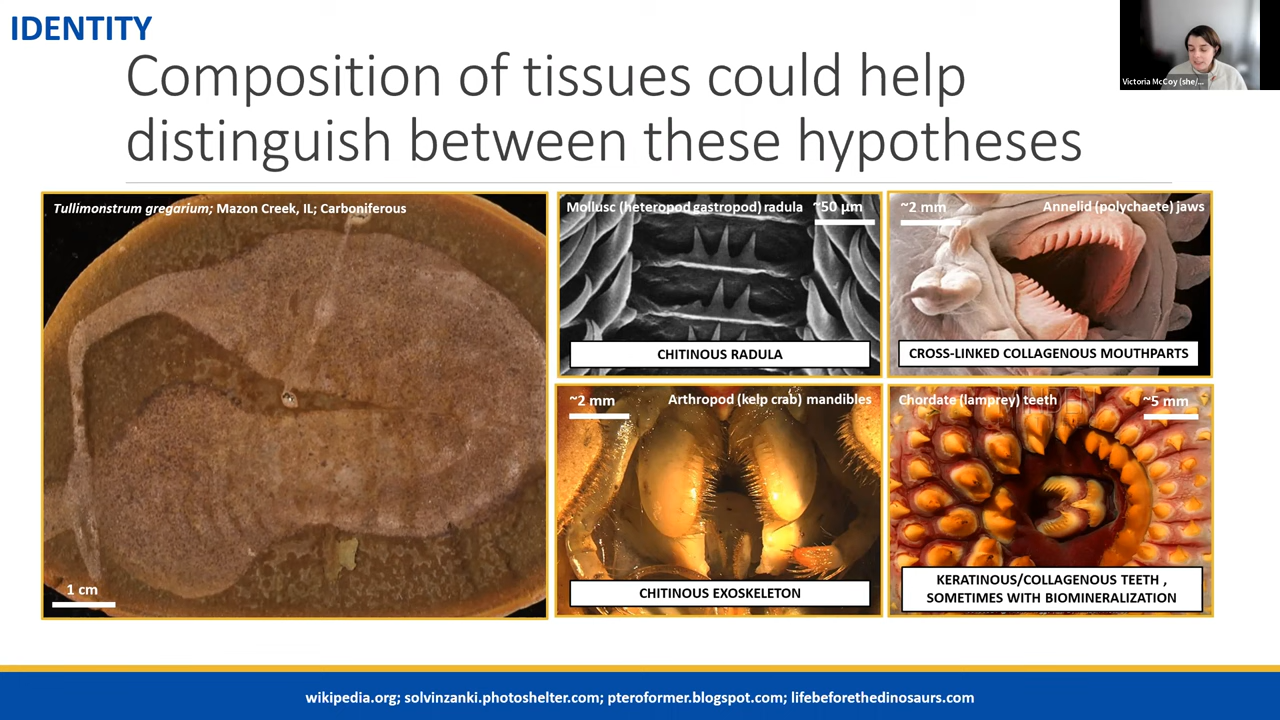 IDENTITY
Composition of tissues could help
distinguish between these hypotheses
Victoria McCoy (she/...
Tullimonstrum gregarium; Mazon Creek, IL; Carboniferous
1 cm
Mollusc (heteropod gastropod) radula
~50 µm
CHITINOUS RADULA
~2 mm
Annelid (polychaete) jaws
CROSS-LINKED COLLAGENOUS MOUTHPARTS
~2 mm
Arthropod (kelp crab) mandibles
CHITINOUS EXOSKELETON
Chordate (lamprey) teeth
~5 mm
KERATINOUS/COLLAGENOUS TEETH ,
SOMETIMES WITH BIOMINERALIZATION
wikipedia.org; solvinzanki.photoshelter.com; pteroformer.blogspot.com; lifebeforethedinosaurs.com